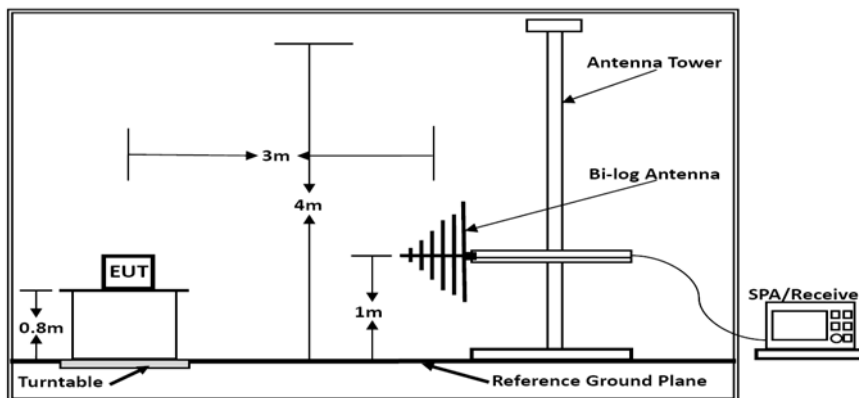 Antenna Tower
3m
Bi-log Antenna
4m
EUT
SPA/Receive
0.8m
1m
Turntable
Reference Ground Plane